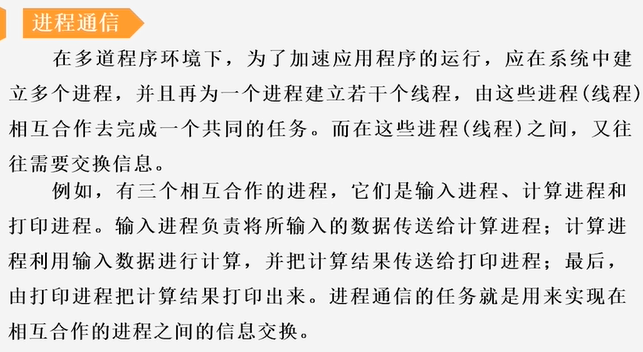 进程通信
在多道程序环境下，为了加速应用程序的运行，应在系统中建
立多个进程，并且再为一个进程建立若干个线程，由这些进程(线程)
相互合作去完成一个共同的任务。而在这些进程(线程)之间，又往
往需要交换信息。
例如，有三个相互合作的进程，它们是输入进程、计算进程和
打印进程。输入进程负责将所输入的数据传送给计算进程；计算进
程利用输入数据进行计算，并把计算结果传送给打印进程；最后，
由打印进程把计算结果打印出来。进程通信的任务就是用来实现在
相互合作的进程之间的信息交换。